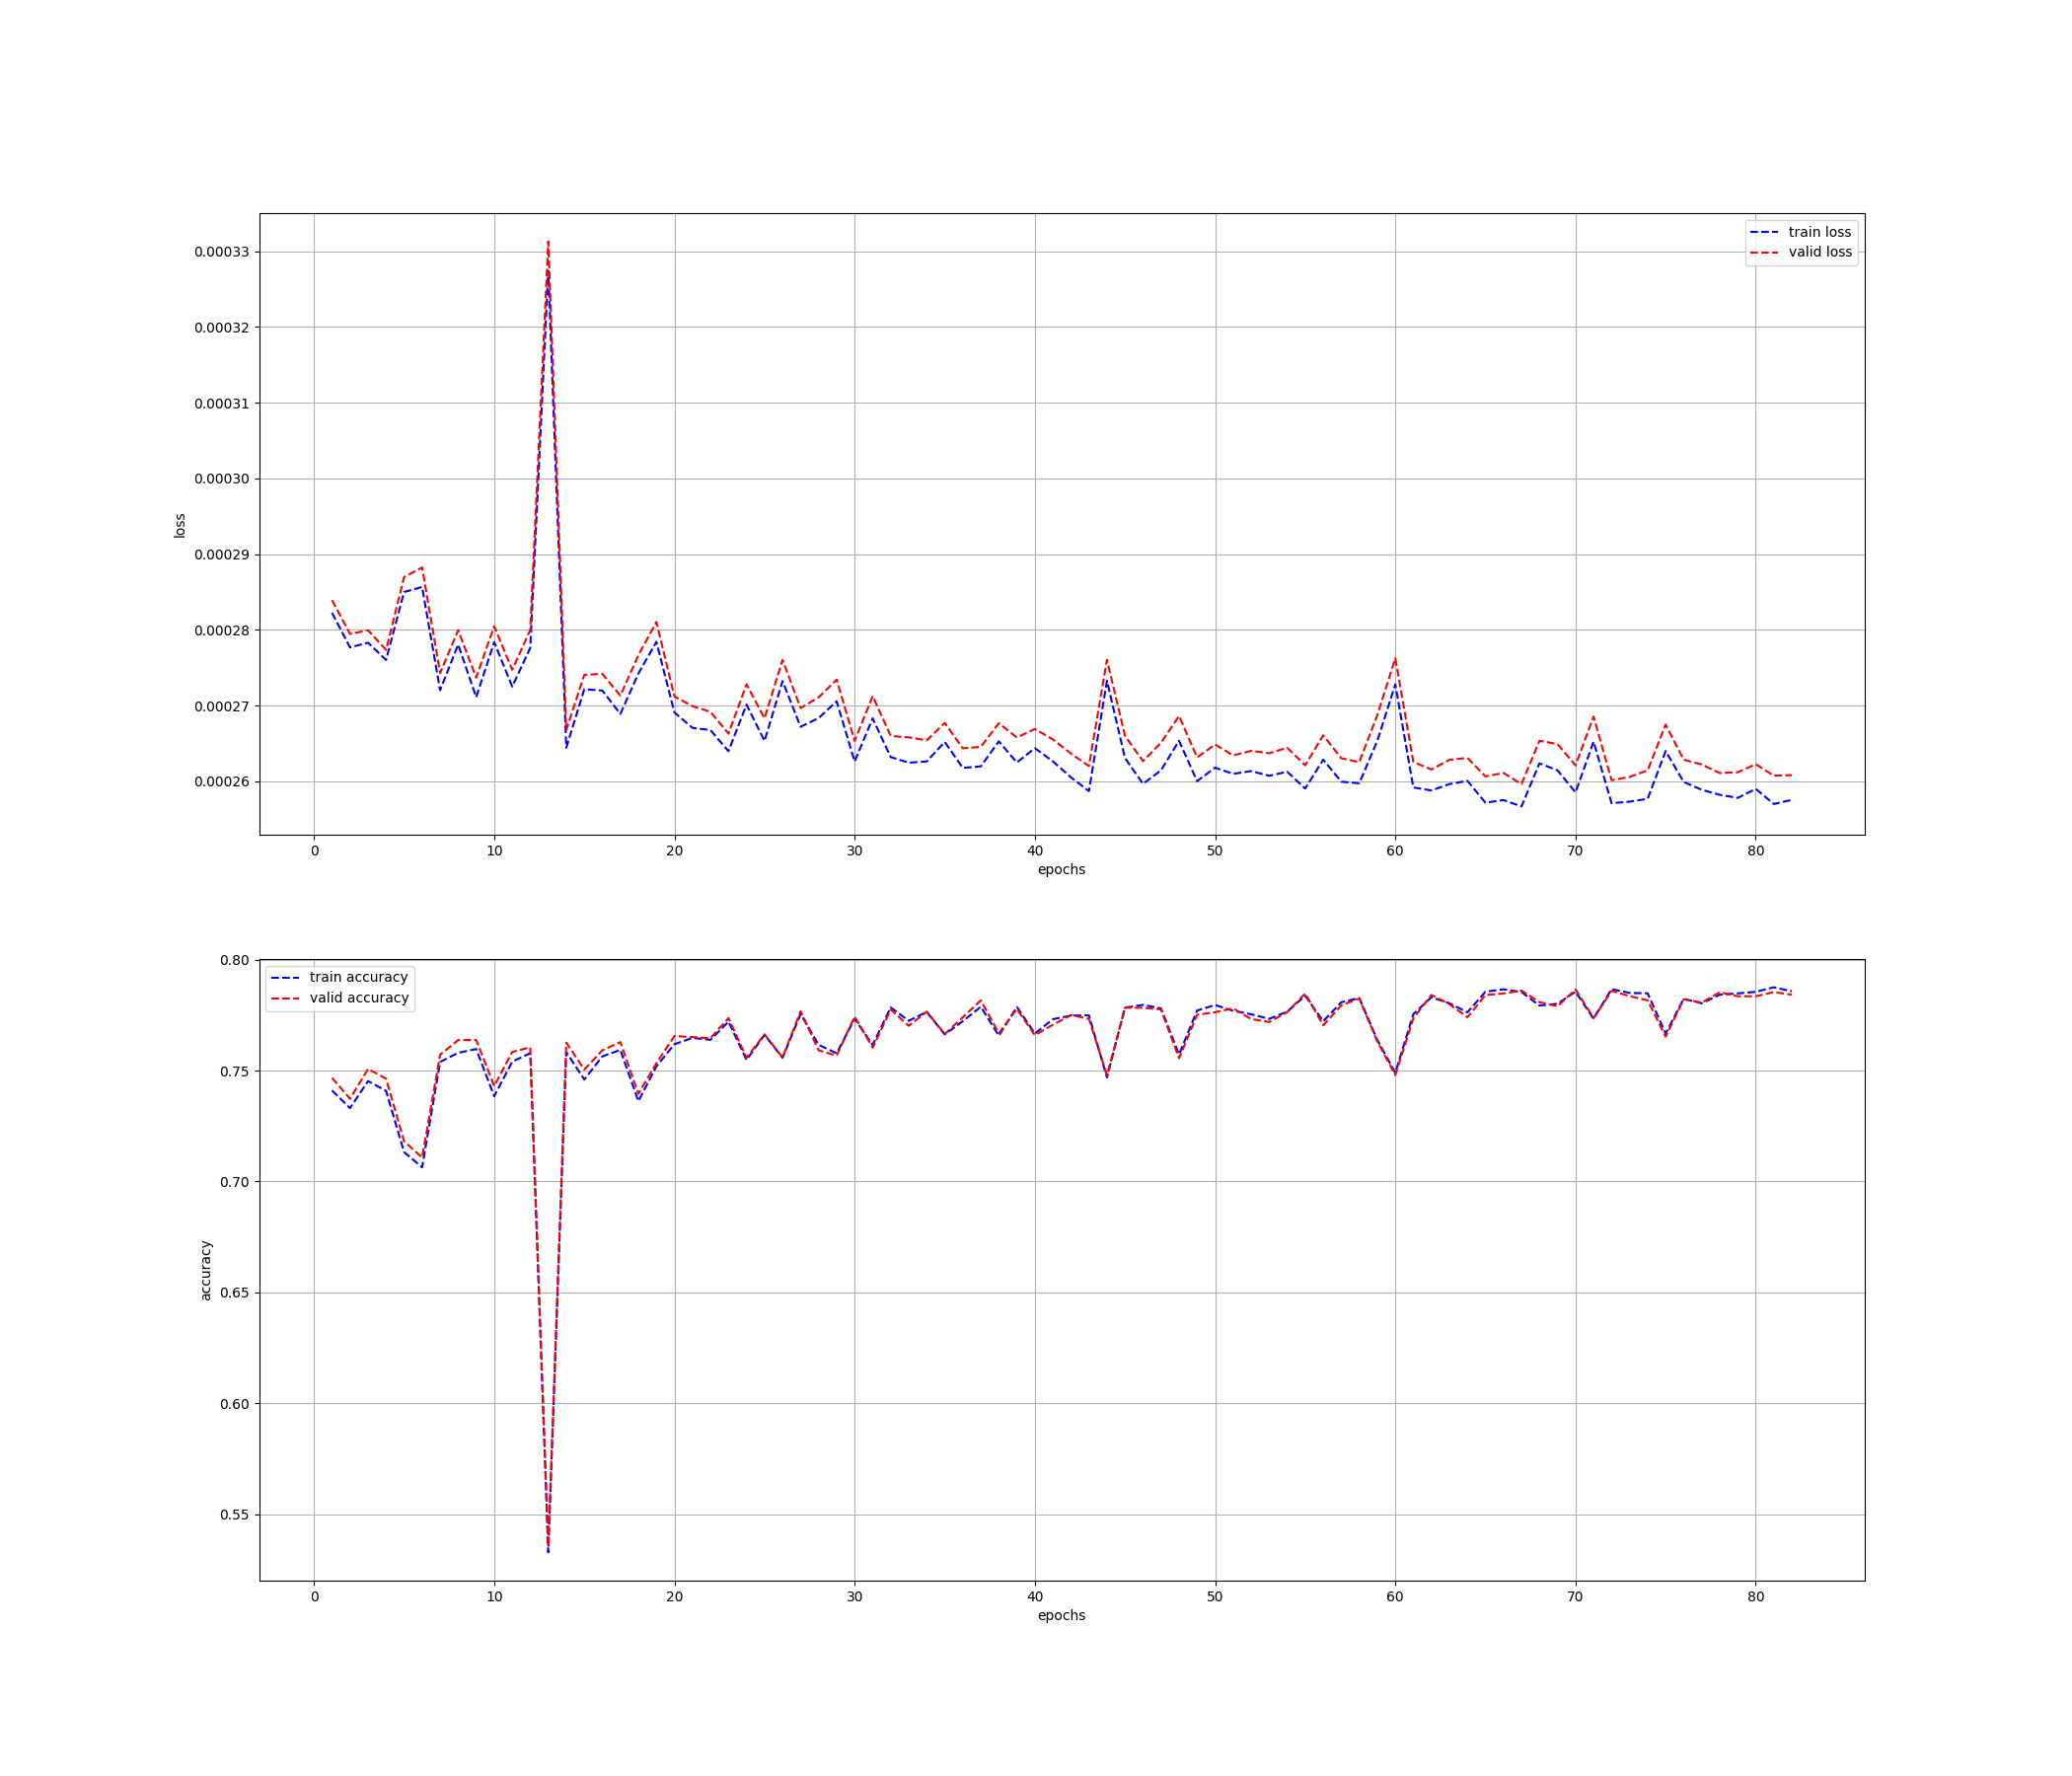 train loss
valid loss
0.00033
0.00032
0.00031
0.00030
0.00029
0.00028
0.00027
0.00026
loss
0 10 20 30 40 50 60 70 80
epochs
train accuracy
valid accuracy
0.80
0.75
0.70
0.65
0.60
0.55
accuracy
0 10 20 30 40 50 60 70 80
epochs